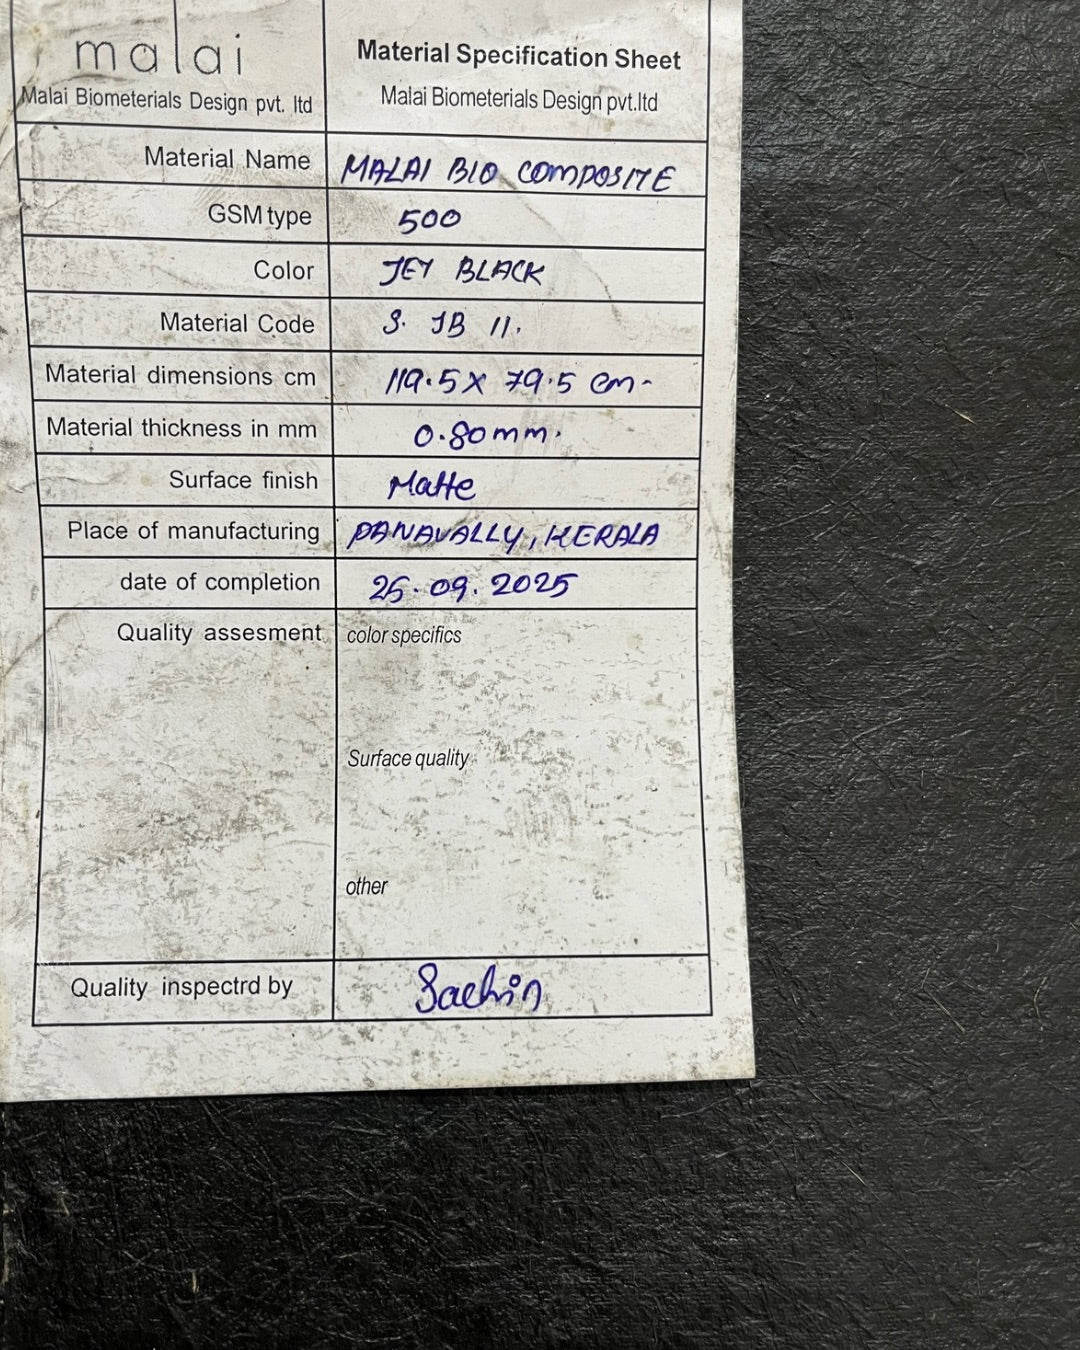 malai
Malai Biometerials Design pvt. ltd
Material Specification Sheet
Malai Biometerials Design pvt.ltd
Material Name MALAI BIO COMPOSITE
GSM type 500
Color JET BLACK
Material Code S. JB 11.
Material dimensions cm 119.5 x 79.5 cm-
Material thickness in mm 0.80mm.
Surface finish Matte
Place of manufacturing PANAVALLY, KERALA
date of completion 25.09.2025
Quality assesment color specifics
Surface quality
other
Quality inspectrd by Sachin